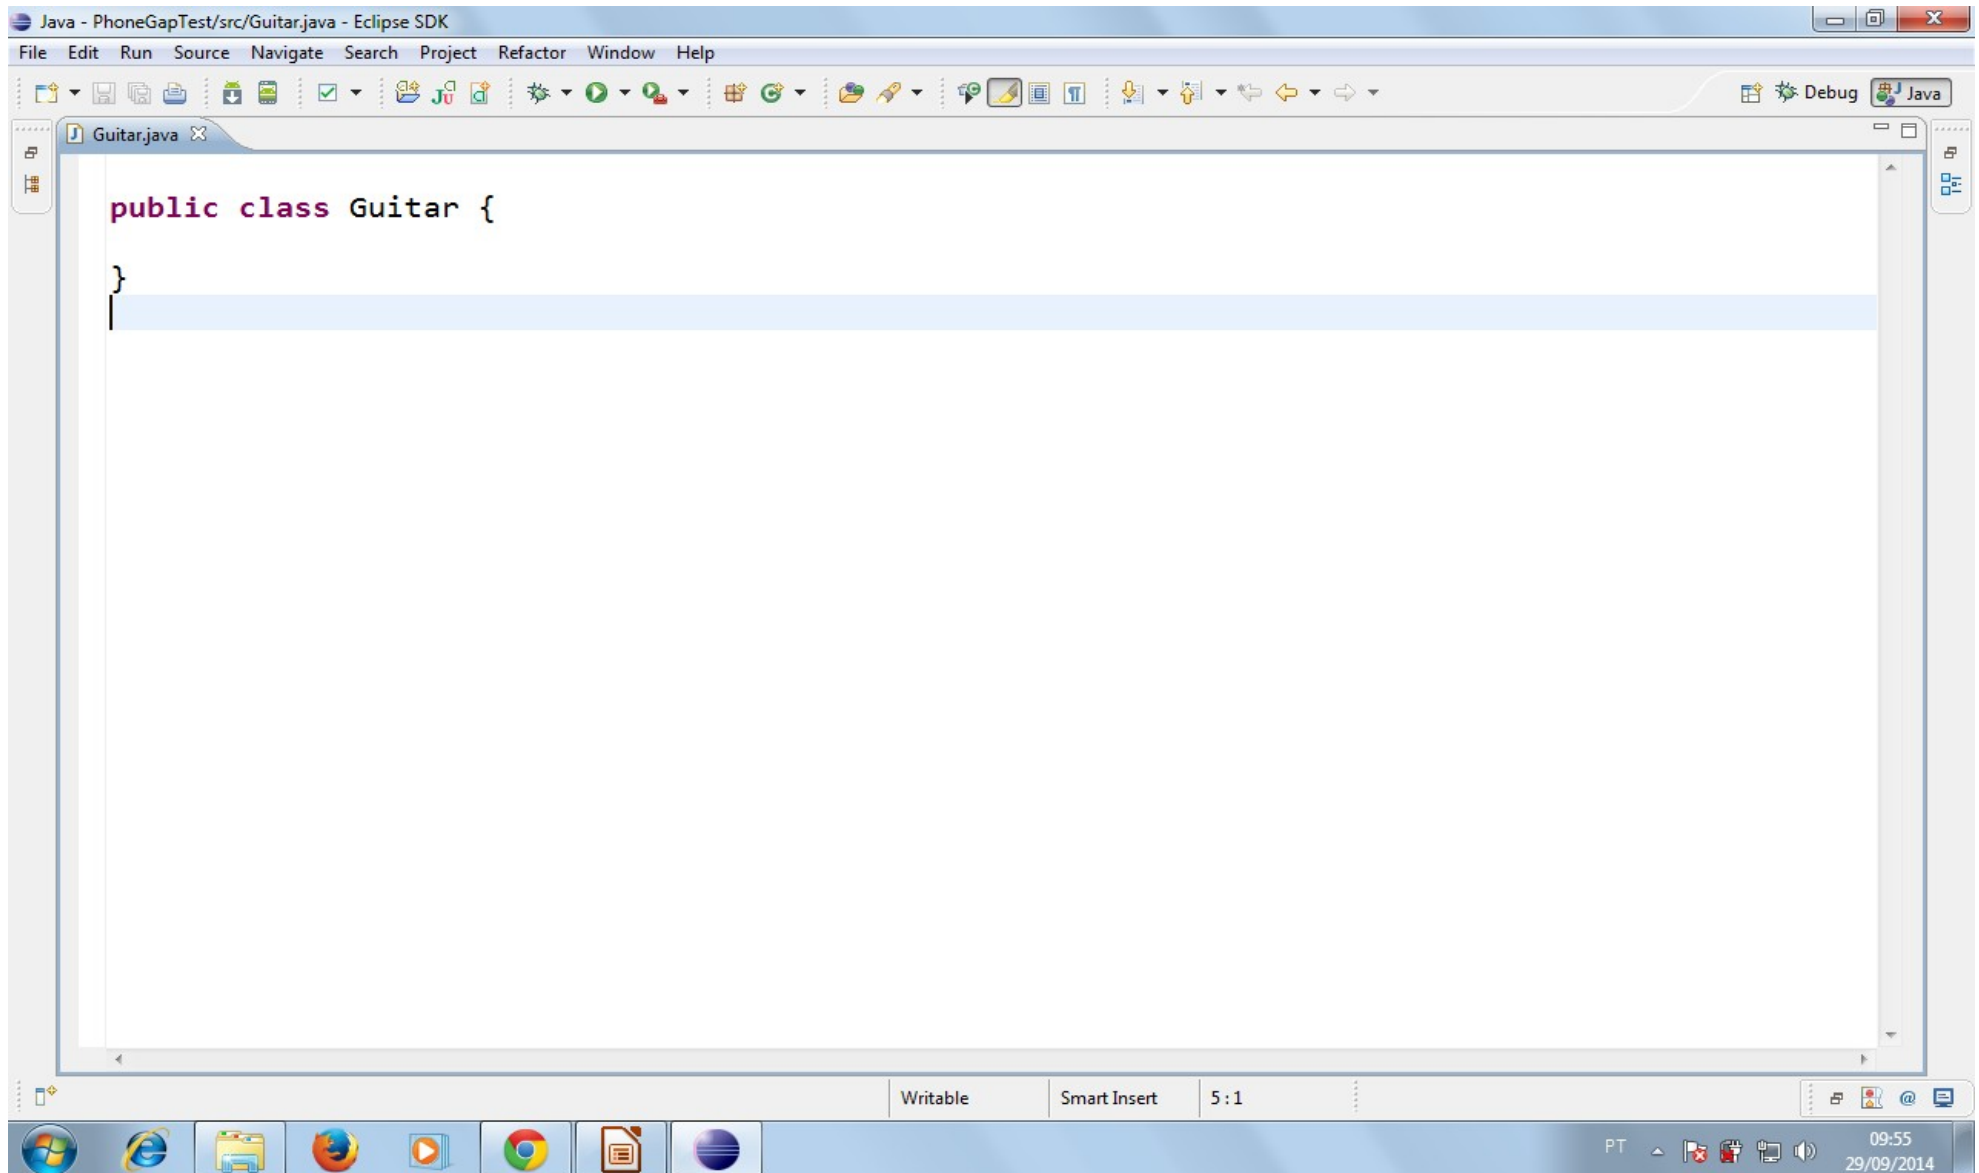 Java - PhoneGapTest/src/Guitar.java - Eclipse SDK
File Edit Run Source Navigate Search Project Refactor Window Help
Debug Java
Guitar.java
public class Guitar {
}
Writable Smart Insert 5 : 1
PT 09:55
29/09/2014